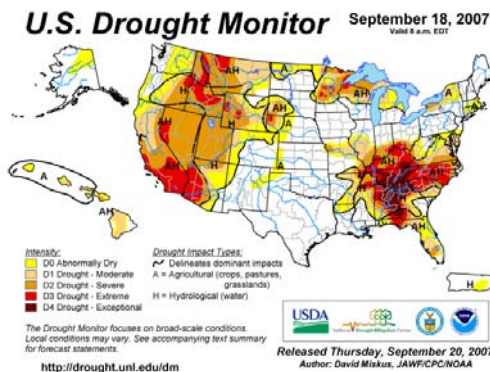 U.S. Drought Monitor
September 18, 2007
Valid 8 a.m. EDT
Intensity:
D0 Abnormally Dry
D1 Drought - Moderate
D2 Drought - Severe
D3 Drought - Extreme
D4 Drought - Exceptional
Drought Impact Types:
Delineates dominant impacts
A = Agricultural (crops, pastures,
grasslands)
H = Hydrological (water)
The Drought Monitor focuses on broad-scale conditions.
Local conditions may vary. See accompanying text summary
for forecast statements.
http://drought.unl.edu/dm
USDA
Released Thursday, September 20, 2007
Author: David Miskus, JAWF/CPC/NOAA